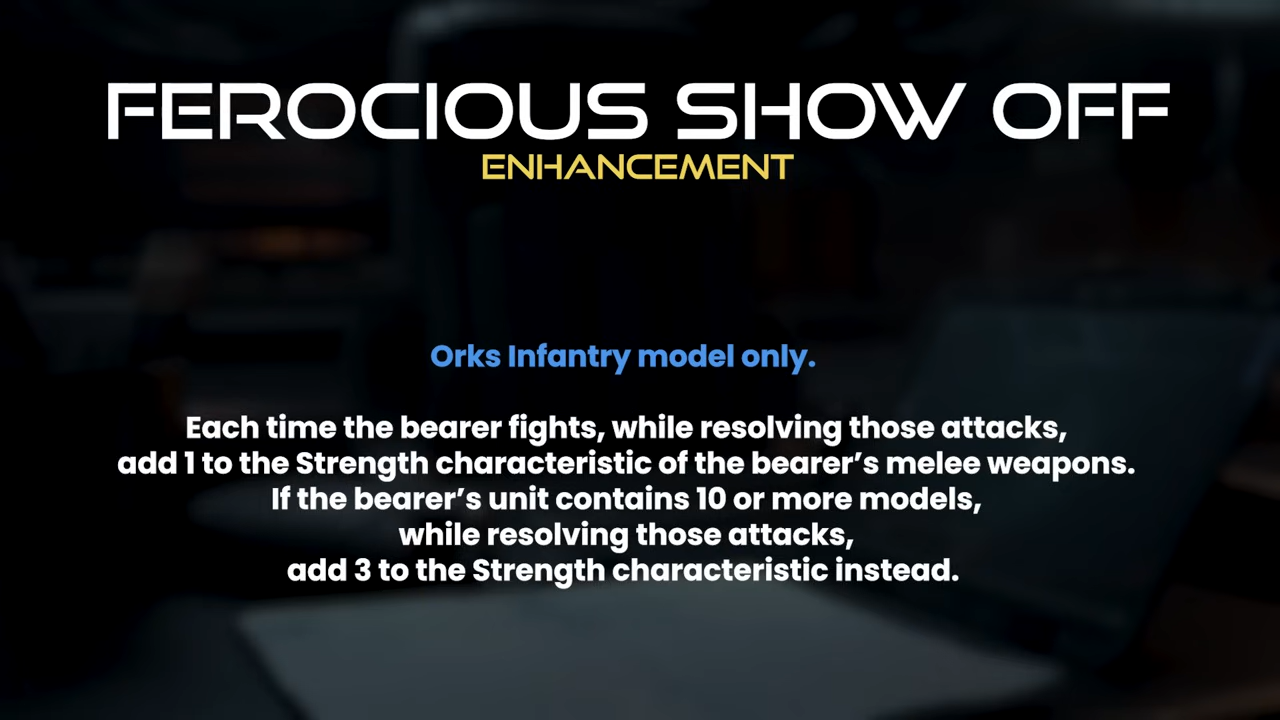 FEROCIOUS SHOW OFF
ENHANCEMENT
Orks Infantry model only.
Each time the bearer fights, while resolving those attacks,
add 1 to the Strength characteristic of the bearer’s melee weapons.
If the bearer’s unit contains 10 or more models,
while resolving those attacks,
add 3 to the Strength characteristic instead.